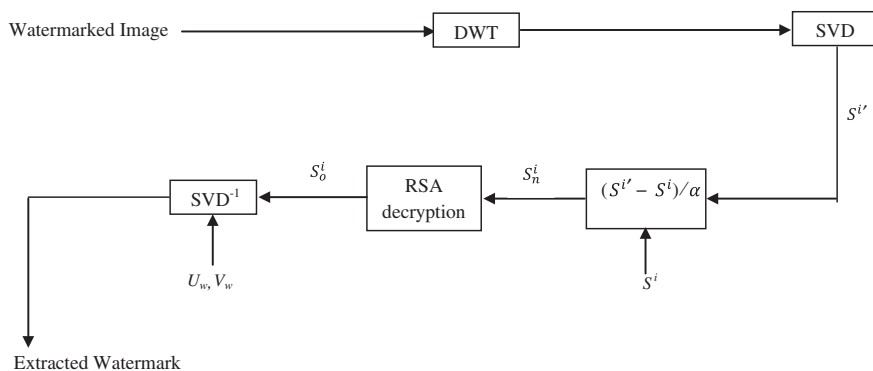 Watermarked Image
DWT
SVD
S^{i'}
(S^{i'} − S^i)/α
S^i
S_n^i
RSA
decryption
S_o^i
SVD^{-1}
U_w, V_w
Extracted Watermark